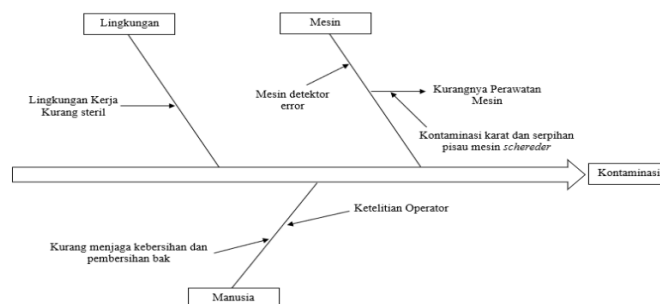 Lingkungan
Mesin
Mesin detektor
error
Kurangnya Perawatan
Mesin
Lingkungan Kerja
Kurang steril
Kontaminasi karat dan serpihan
pisau mesin schereder
Kontaminasi
Ketelitian Operator
Kurang menjaga kebersihan dan
pembersihan bak
Manusia